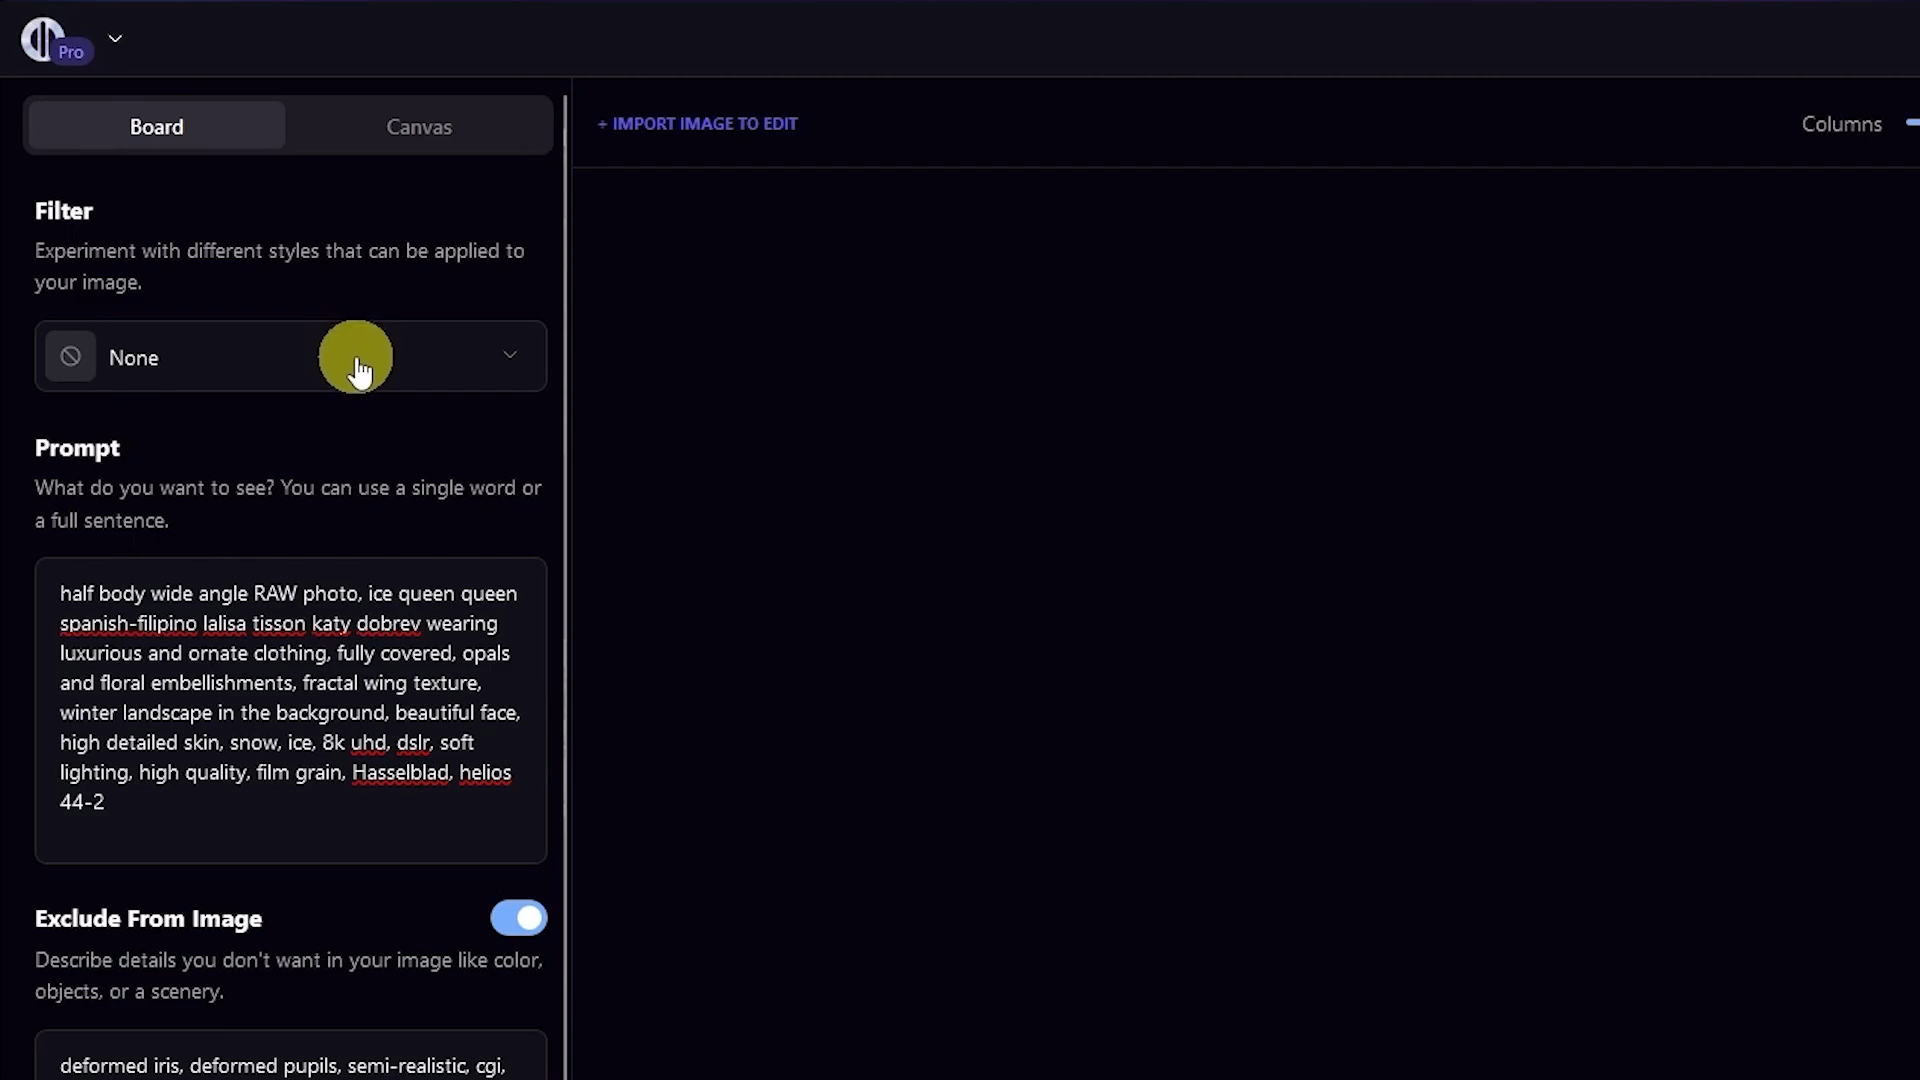 Pro
Board
Canvas
+ IMPORT IMAGE TO EDIT
Columns
Filter
Experiment with different styles that can be applied to
your image.
None
Prompt
What do you want to see? You can use a single word or
a full sentence.
half body wide angle RAW photo, ice queen queen
spanish-filipino lalisa tisson katy dobrev wearing
luxurious and ornate clothing, fully covered, opals
and floral embellishments, fractal wing texture,
winter landscape in the background, beautiful face,
high detailed skin, snow, ice, 8k uhd, dslr, soft
lighting, high quality, film grain, Hasselblad, helios
44-2
Exclude From Image
Describe details you don't want in your image like color,
objects, or a scenery.
deformed iris, deformed pupils, semi-realistic, cgi,